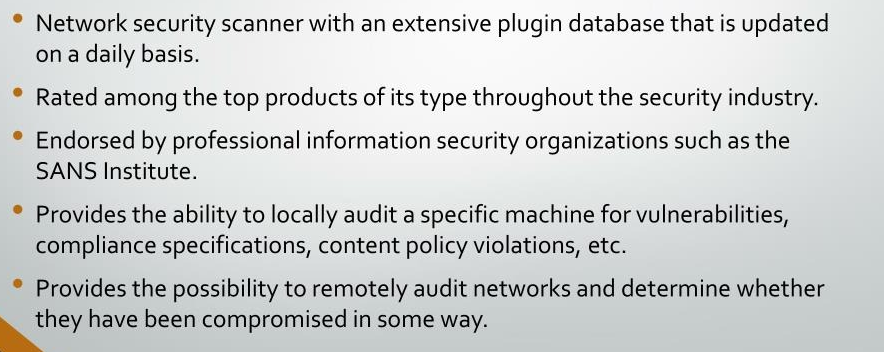 • Network security scanner with an extensive plugin database that is updated
on a daily basis.
• Rated among the top products of its type throughout the security industry.
• Endorsed by professional information security organizations such as the
SANS Institute.
• Provides the ability to locally audit a specific machine for vulnerabilities,
compliance specifications, content policy violations, etc.
• Provides the possibility to remotely audit networks and determine whether
they have been compromised in some way.